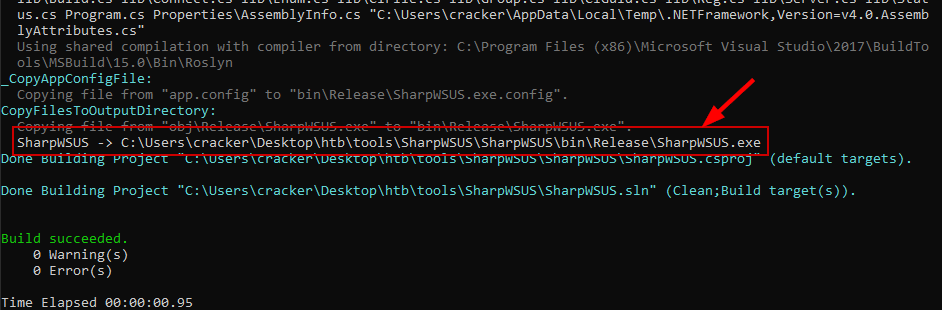 us.cs Program.cs Properties\AssemblyInfo.cs "C:\Users\cracker\AppData\Local\Temp\.NETFramework,Version=v4.0.Assemb
lyAttributes.cs"
Using shared compilation with compiler from directory: C:\Program Files (x86)\Microsoft Visual Studio\2017\BuildTo
ols\MSBuild\15.0\Bin\Roslyn
_CopyAppConfigFile:
Copying file from "app.config" to "bin\Release\SharpWSUS.exe.config".
CopyFilesToOutputDirectory:
Copying file from "obj\Release\SharpWSUS.exe" to "bin\Release\SharpWSUS.exe".
SharpWSUS -> C:\Users\cracker\Desktop\htb\tools\SharpWSUS\SharpWSUS\bin\Release\SharpWSUS.exe
Done Building Project "C:\Users\cracker\Desktop\htb\tools\SharpWSUS\SharpWSUS\SharpWSUS.csproj" (default targets).
Done Building Project "C:\Users\cracker\Desktop\htb\tools\SharpWSUS\SharpWSUS.sln" (Clean;Build target(s)).
Build succeeded.
0 Warning(s)
0 Error(s)
Time Elapsed 00:00:00.95